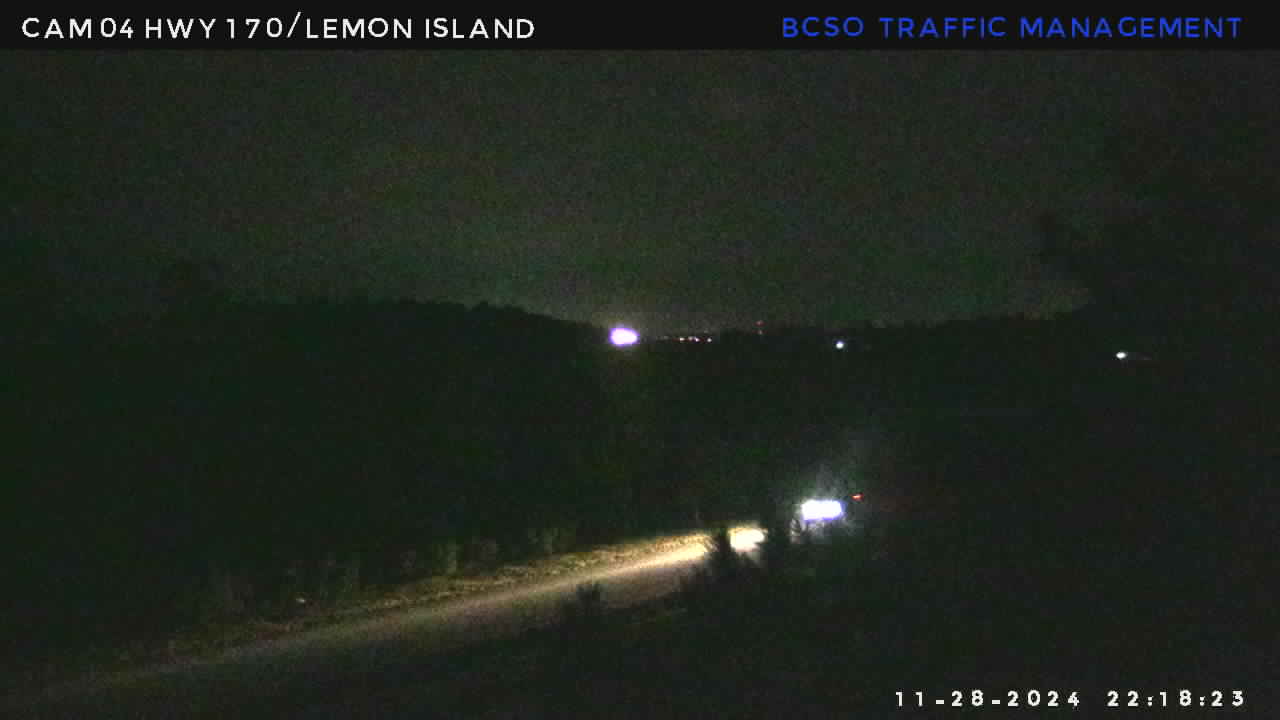 CAM04 HWY 170/LEMON ISLAND
BCSO TRAFFIC MANAGEMENT
11-28-2024 22:18:23